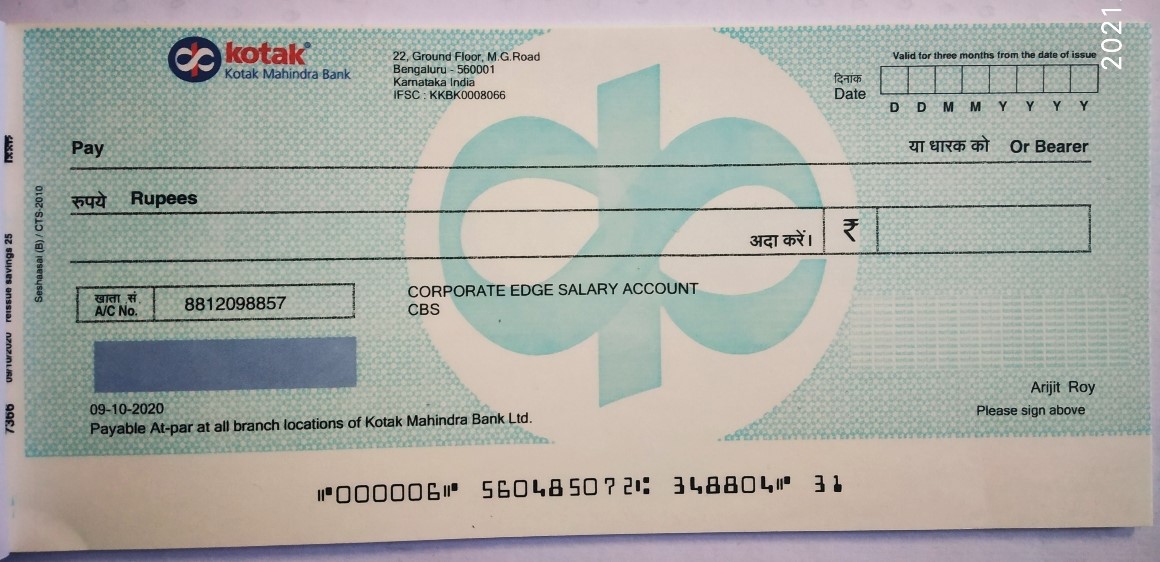 kotak®
Kotak Mahindra Bank
22, Ground Floor, M.G.Road
Bengaluru - 560001
Karnataka India
IFSC : KKBK0008066
Valid for three months from the date of issue
दिनांक
Date
D D M M Y Y Y Y
2021
Pay या धारक को Or Bearer
रुपये Rupees
अदा करें। ₹
खाता सं
A/C No. 8812098857
CORPORATE EDGE SALARY ACCOUNT
CBS
09-10-2020
Payable At-par at all branch locations of Kotak Mahindra Bank Ltd.
Arijit Roy
Please sign above
Seshaasai (B) / CTS-2010
7366 09/10/2020 reissue savings 25
⑈000006⑈ 560485072⑆ 348804⑈ 31